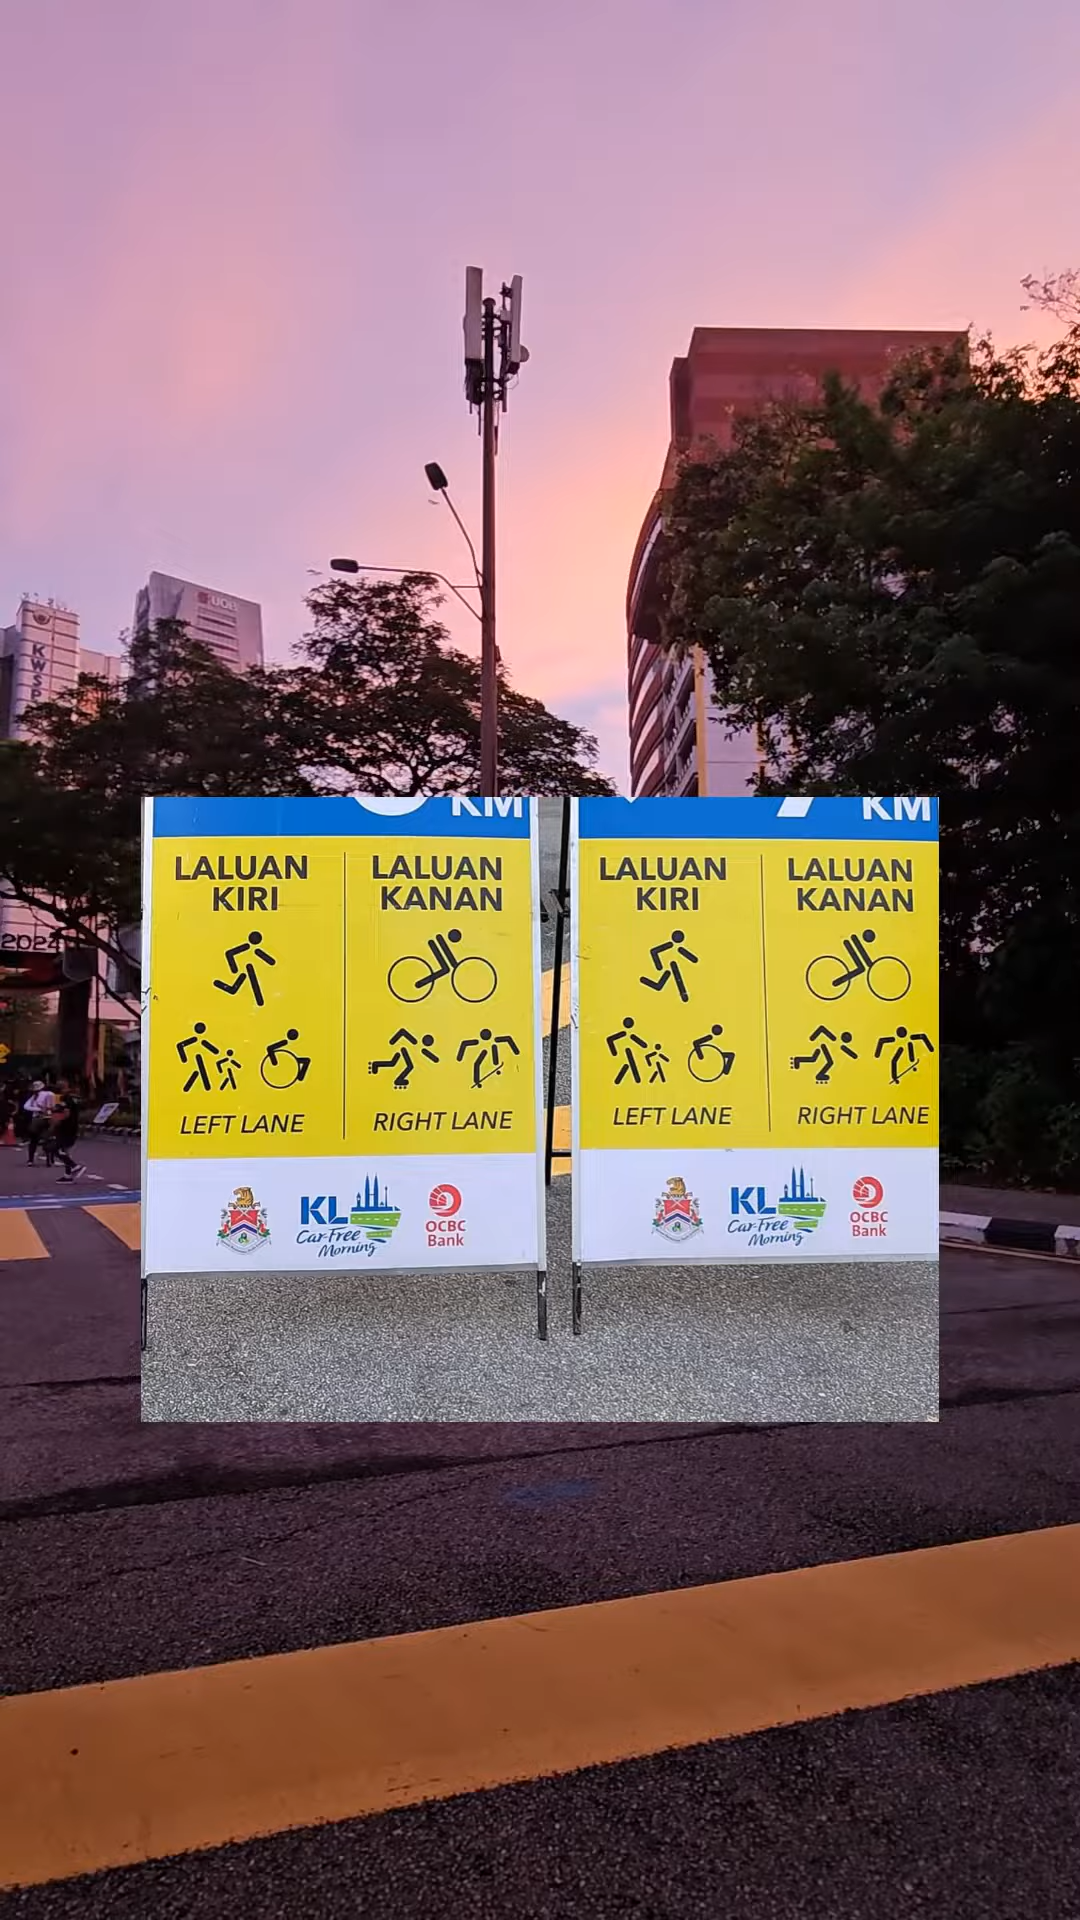 UOB
KWSP
2024
KM
LALUAN
KIRI
LALUAN
KANAN
LEFT LANE
RIGHT LANE
KL
Car-Free
Morning
OCBC
Bank
KM
LALUAN
KIRI
LALUAN
KANAN
LEFT LANE
RIGHT LANE
KL
Car-Free
Morning
OCBC
Bank